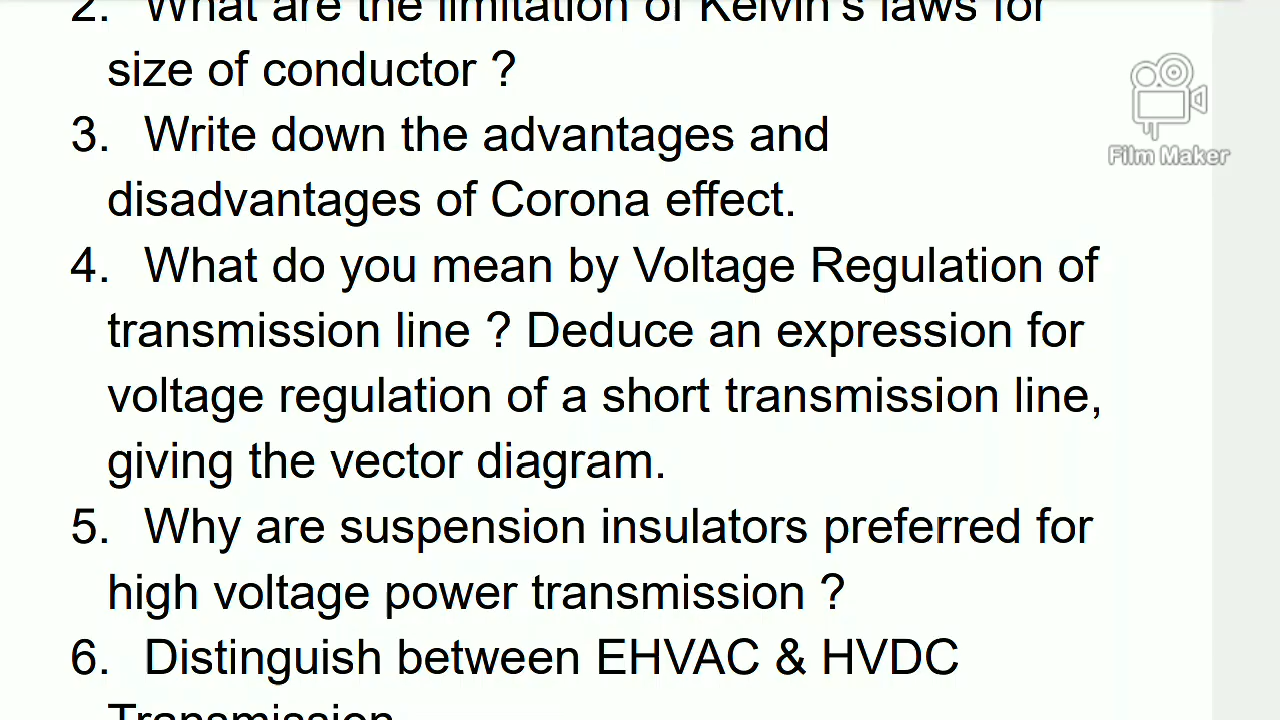 2. What are the limitation of Kelvin's laws for
size of conductor ?
3. Write down the advantages and
disadvantages of Corona effect.
4. What do you mean by Voltage Regulation of
transmission line ? Deduce an expression for
voltage regulation of a short transmission line,
giving the vector diagram.
5. Why are suspension insulators preferred for
high voltage power transmission ?
6. Distinguish between EHVAC & HVDC
Transmission
Film Maker